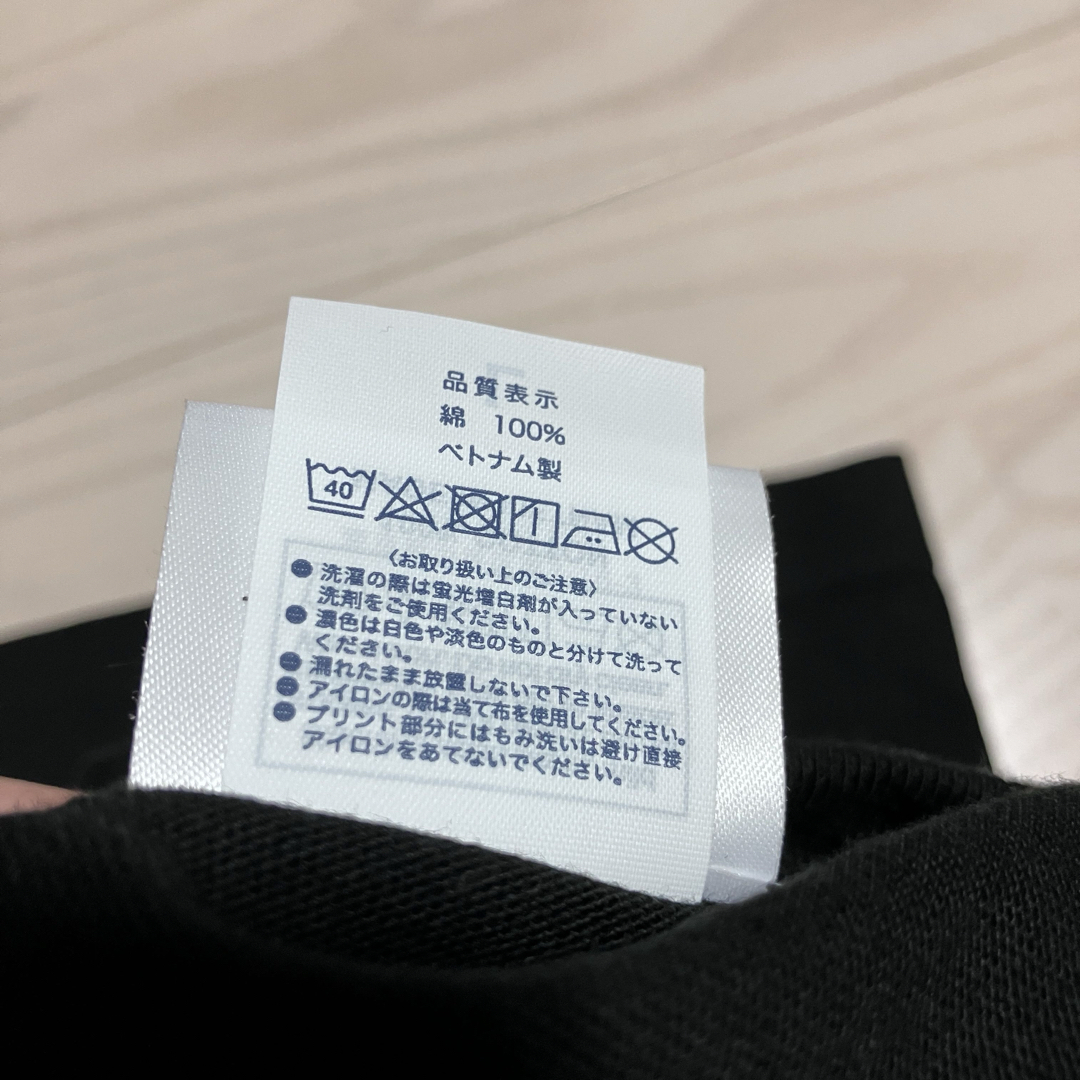 品質表示
綿 100%
ベトナム製
40
〈お取り扱い上のご注意〉
●洗濯の際は蛍光増白剤が入っていない
洗剤をご使用ください。
●濃色は白色や淡色のものと分けて洗って
ください。
●濡れたまま放置しないで下さい。
●アイロンの際は当て布を使用してください。
●プリント部分にはもみ洗いは避け直接
アイロンをあてないでください。